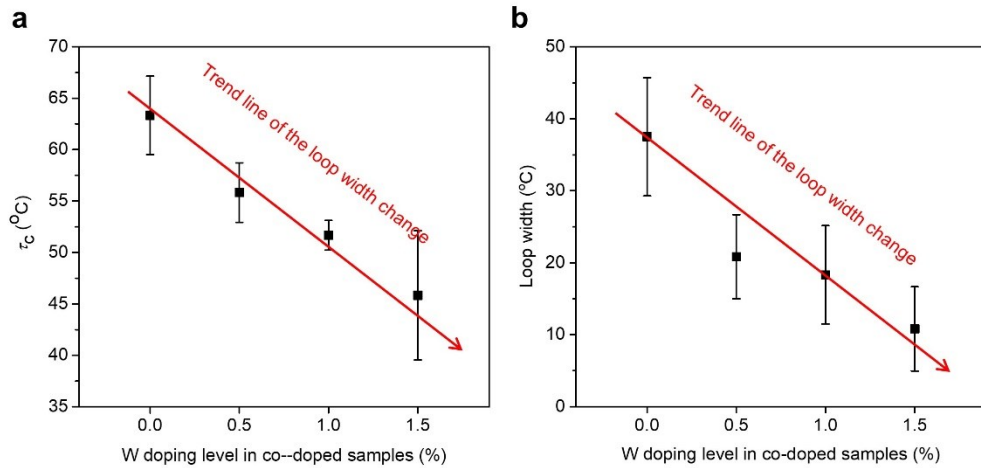 a
70
65
60
55
50
45
40
35
τc (oC)
Trend line of the loop width change
0.0 0.5 1.0 1.5
W doping level in co--doped samples (%)
b
50
40
30
20
10
0
Loop width (ºC)
Trend line of the loop width change
0.0 0.5 1.0 1.5
W doping level in co-doped samples (%)